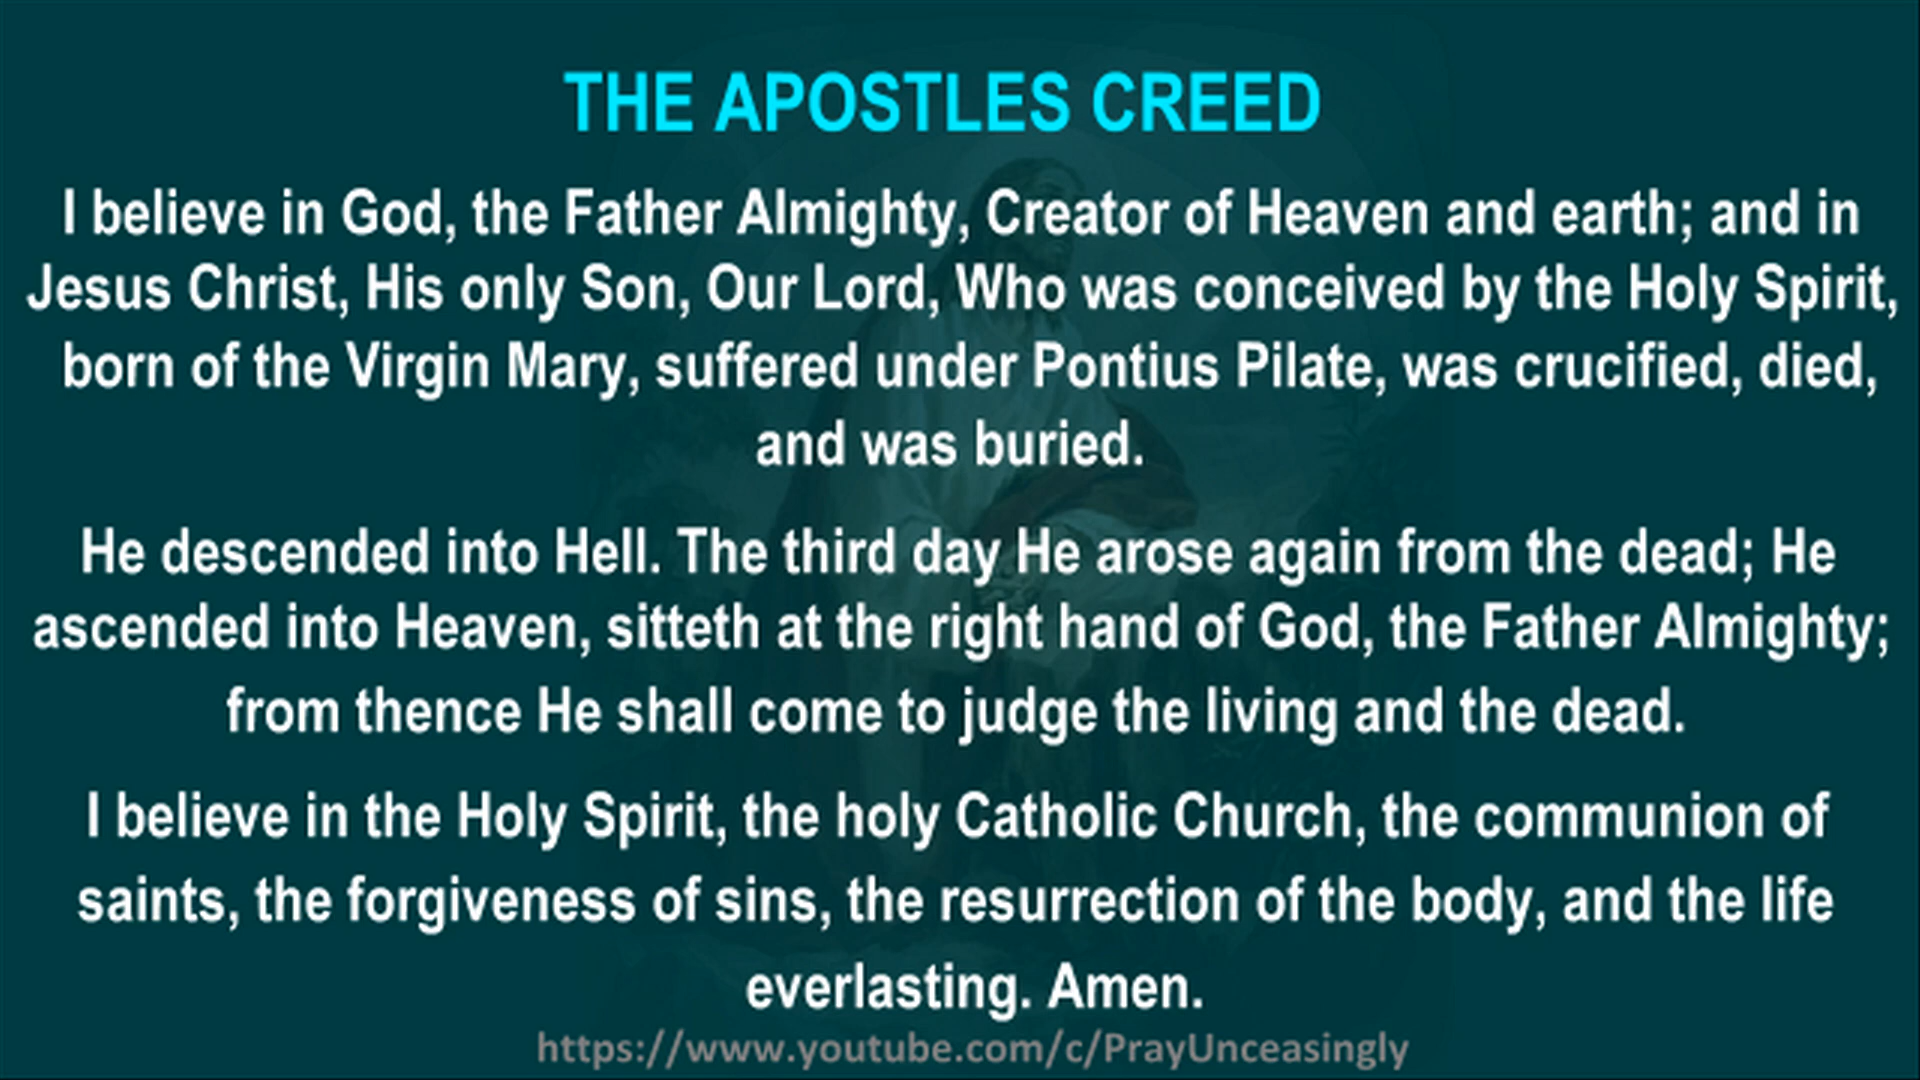 THE APOSTLES CREED
I believe in God, the Father Almighty, Creator of Heaven and earth; and in
Jesus Christ, His only Son, Our Lord, Who was conceived by the Holy Spirit,
born of the Virgin Mary, suffered under Pontius Pilate, was crucified, died,
and was buried.
He descended into Hell. The third day He arose again from the dead; He
ascended into Heaven, sitteth at the right hand of God, the Father Almighty;
from thence He shall come to judge the living and the dead.
I believe in the Holy Spirit, the holy Catholic Church, the communion of
saints, the forgiveness of sins, the resurrection of the body, and the life
everlasting. Amen.
https://www.youtube.com/c/PrayUnceasingly